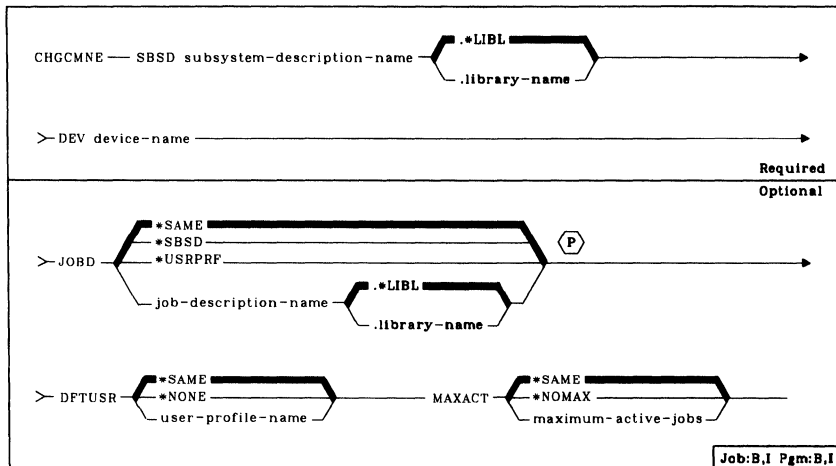 .*LIBL
CHGCMNE SBSD subsystem-description-name
.library-name
DEV device-name
Required
Optional
*SAME
*SBSD
P
JOBD *USRPRF
.*LIBL
job-description-name
.library-name
*SAME *SAME
DFTUSR *NONE MAXACT *NOMAX
user-profile-name maximum-active-jobs
Job:B,I Pgm:B,I